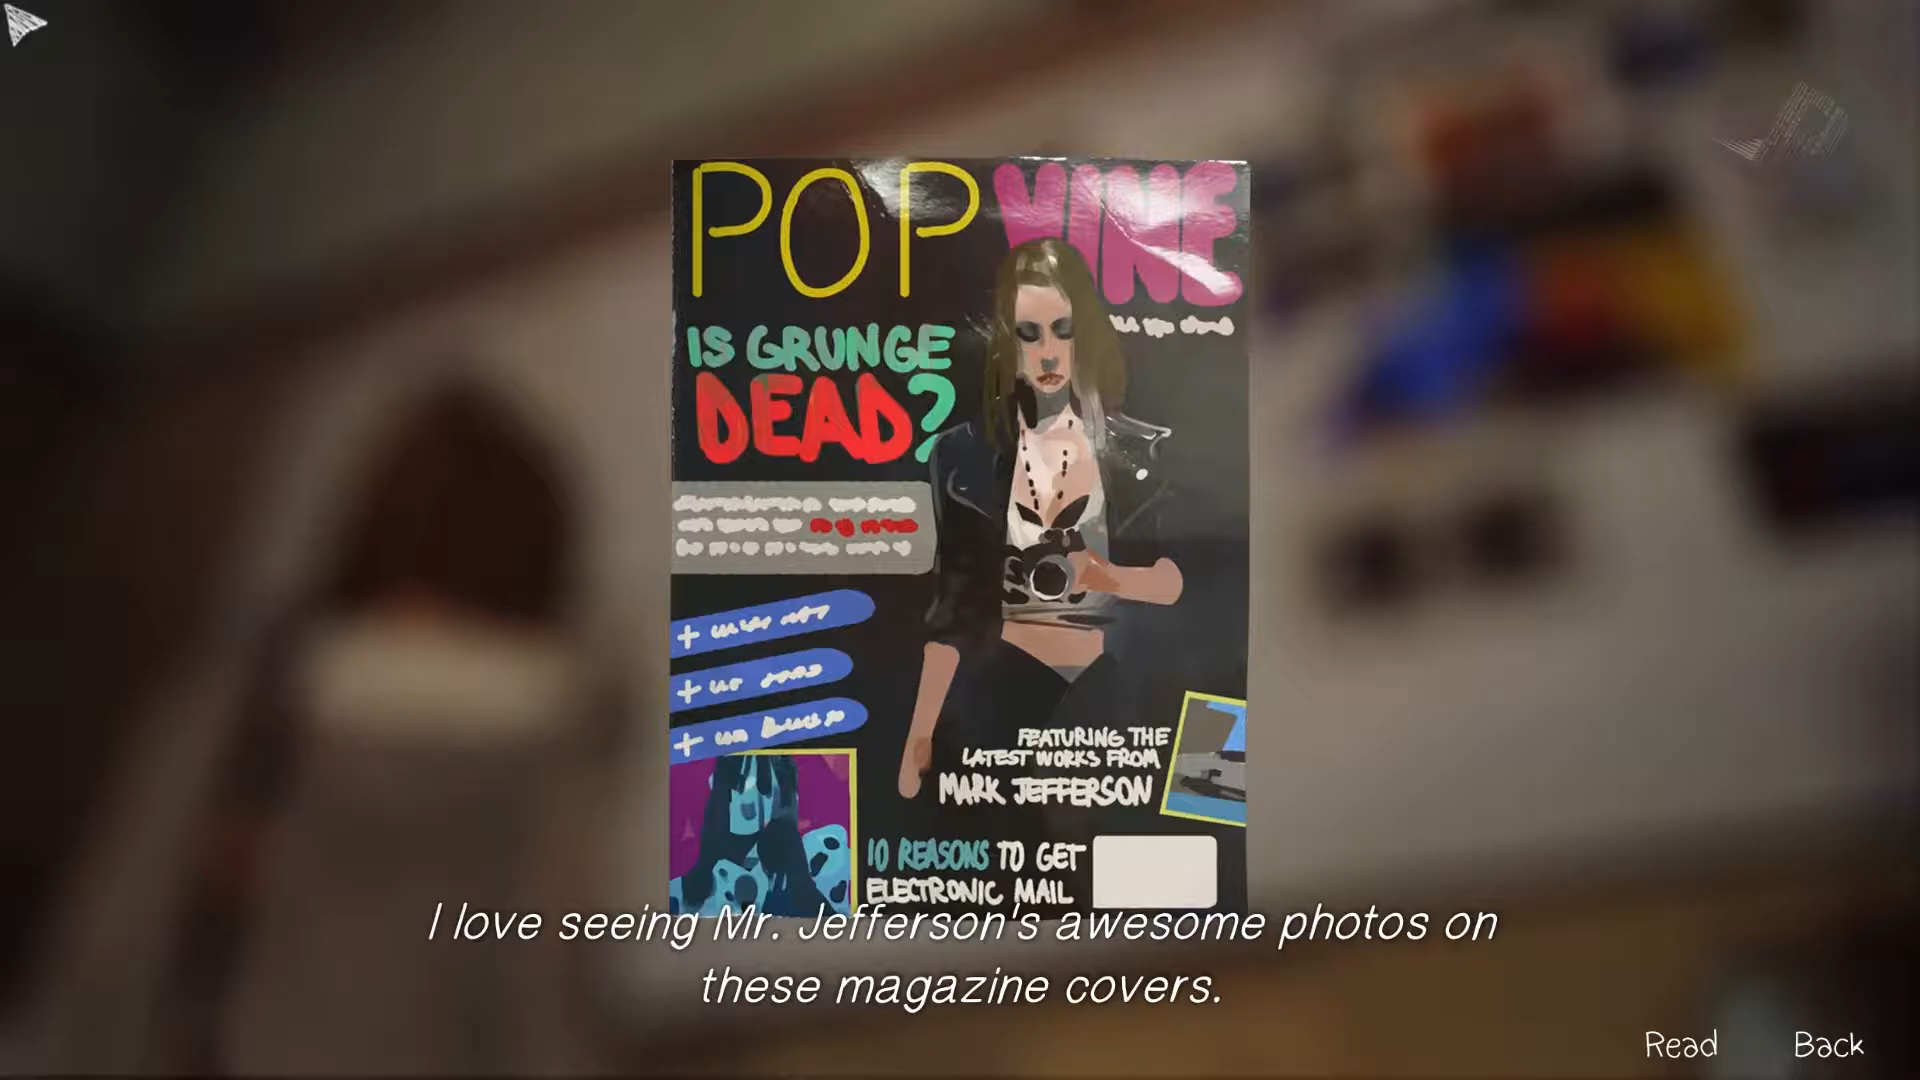 POP VINE
IS GRUNGE
DEAD?
FEATURING THE
LATEST WORKS FROM
MARK JEFFERSON
10 REASONS TO GET
ELECTRONIC MAIL
I love seeing Mr. Jefferson's awesome photos on
these magazine covers.
Read Back